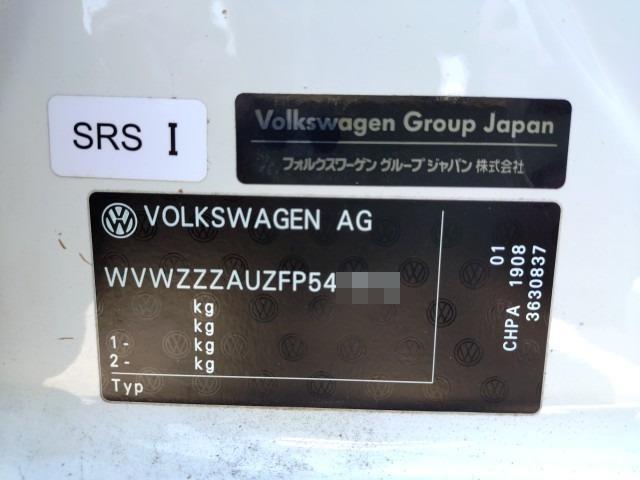 SRS I
Volkswagen Group Japan
フォルクスワーゲン グループ ジャパン 株式会社
VOLKSWAGEN AG
WVWZZZAUZFP54
kg
kg
1- kg
2- kg
Typ
01
CHPA 1908
3630837